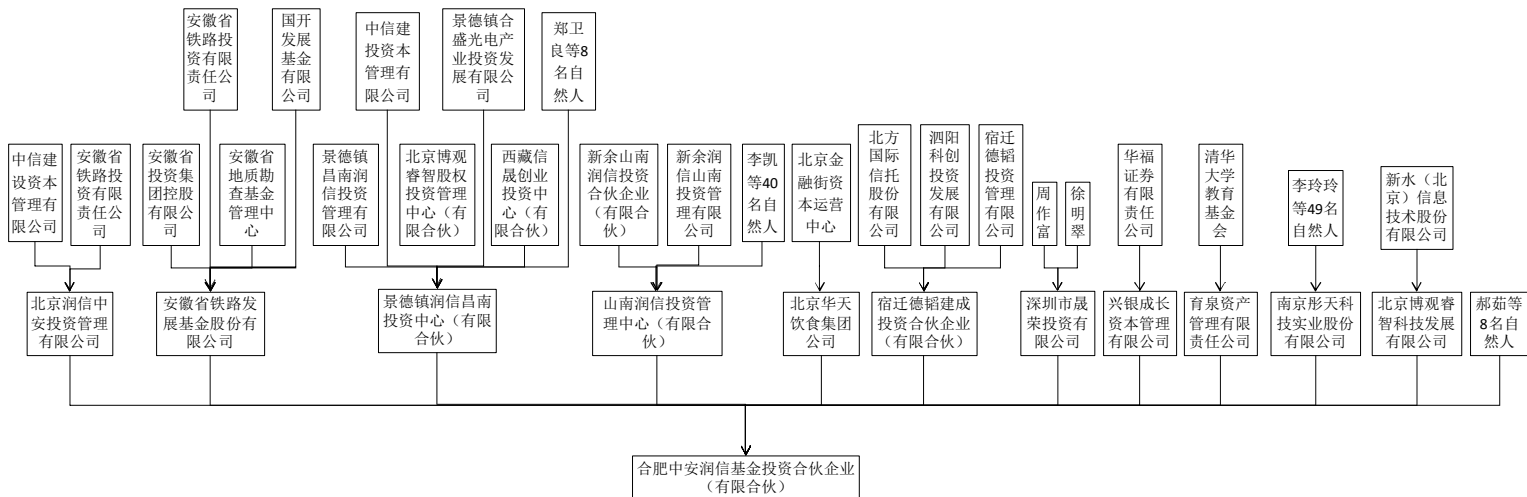 安徽省
铁路投
资有限
责任公
司
国开
发展
基金
有限
公司
中信建
投资本
管理有
限公司
景德镇合
盛光电产
业投资发
展有限公
司
郑卫
良等8
名自
然人
中信建
设资本
管理有
限公司
安徽省
铁路投
资有限
责任公
司
安徽省
投资集
团控股
有限公
司
安徽省
地质勘
查基金
管理中
心
景德镇
昌南润
信投资
管理有
限公司
北京博观
睿智股权
投资管理
中心（有
限合伙）
西藏信
晟创业
投资中
心（有
限合伙）
新余山南
润信投资
合伙企业
（有限合
伙）
新余润
信山南
投资管
理有限
公司
李凯
等40
名自
然人
北京金
融街资
本运营
中心
北方
国际
信托
股份
有限
公司
泗阳
科创
投资
发展
有限
公司
宿迁
德韬
投资
管理
有限
公司
周
作
富
徐
明
翠
华福
证券
有限
责任
公司
清华
大学
教育
基金
会
李玲玲
等49名
自然人
新水（北
京）信息
技术股份
有限公司
北京润信中
安投资管理
有限公司
安徽省铁路发
展基金股份有
限公司
景德镇润信昌南
投资中心（有限
合伙）
山南润信投资管
理中心（有限合
伙）
北京华天
饮食集团
公司
宿迁德韬建成
投资合伙企业
（有限合伙）
深圳市晟
荣投资有
限公司
兴银成长
资本管理
有限公司
育泉资产
管理有限
责任公司
南京彤天科
技实业股份
有限公司
北京博观睿
智科技发展
有限公司
郝茹等
8名自
然人
合肥中安润信基金投资合伙企业
（有限合伙）